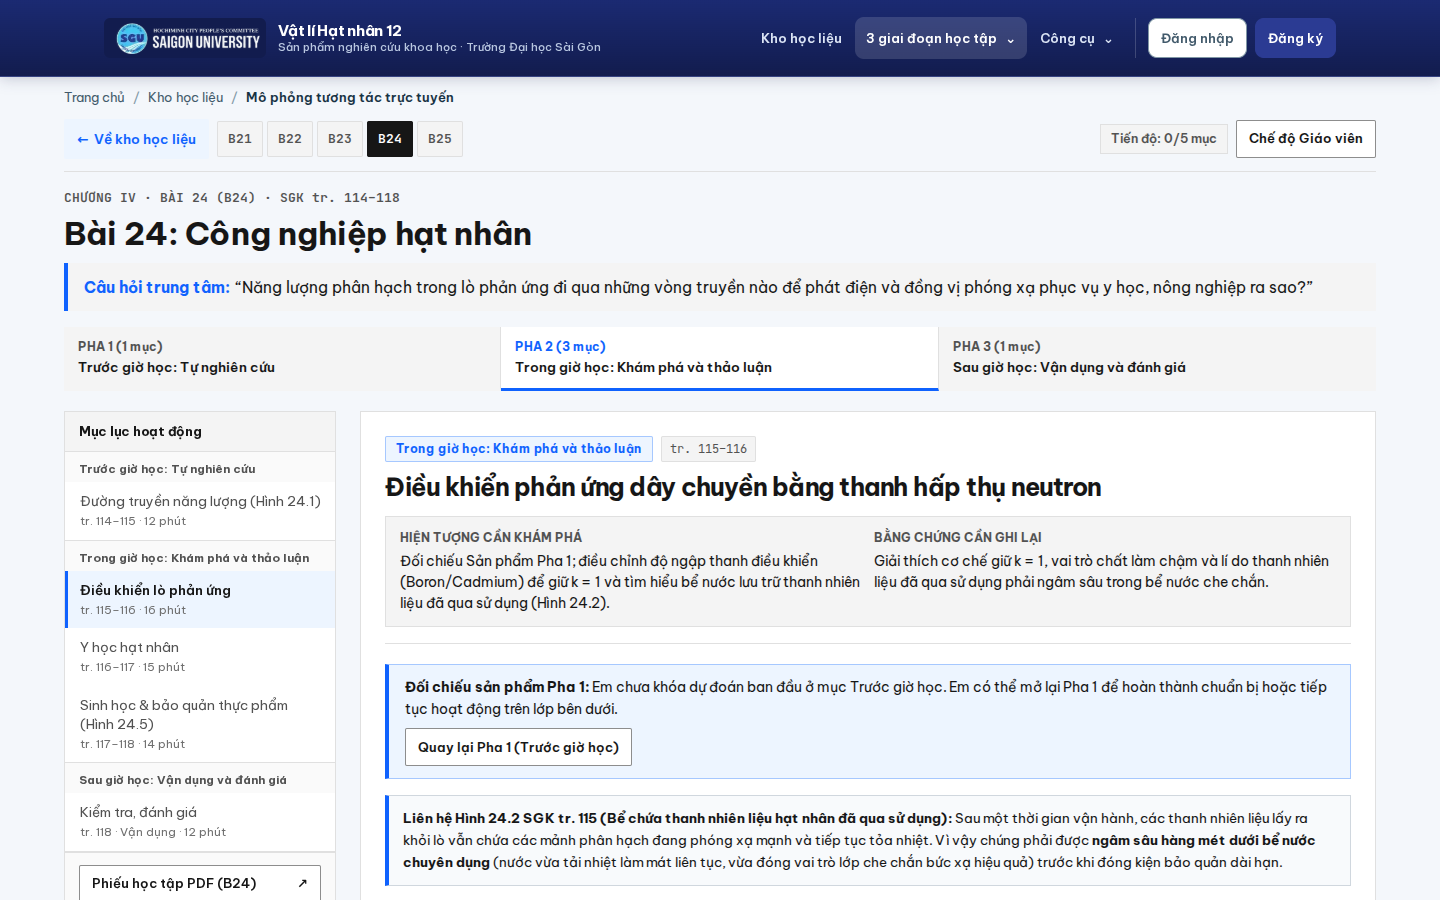 HOCHIMINH CITY PEOPLE'S COMMITTEE
SGU SAIGON UNIVERSITY
Vật lí Hạt nhân 12
Sản phẩm nghiên cứu khoa học · Trường Đại học Sài Gòn
Kho học liệu
3 giai đoạn học tập
Công cụ
Đăng nhập
Đăng ký
Trang chủ / Kho học liệu / Mô phỏng tương tác trực tuyến
← Về kho học liệu
B21 B22 B23 B24 B25
Tiến độ: 0/5 mục
Chế độ Giáo viên
CHƯƠNG IV · BÀI 24 (B24) · SGK tr. 114–118
Bài 24: Công nghiệp hạt nhân
Câu hỏi trung tâm: “Năng lượng phân hạch trong lò phản ứng đi qua những vòng truyền nào để phát điện và đồng vị phóng xạ phục vụ y học, nông nghiệp ra sao?”
PHA 1 (1 mục)
Trước giờ học: Tự nghiên cứu
PHA 2 (3 mục)
Trong giờ học: Khám phá và thảo luận
PHA 3 (1 mục)
Sau giờ học: Vận dụng và đánh giá
Mục lục hoạt động
Trước giờ học: Tự nghiên cứu
Đường truyền năng lượng (Hình 24.1)
tr. 114–115 · 12 phút
Trong giờ học: Khám phá và thảo luận
Điều khiển lò phản ứng
tr. 115–116 · 16 phút
Y học hạt nhân
tr. 116–117 · 15 phút
Sinh học & bảo quản thực phẩm
(Hình 24.5)
tr. 117–118 · 14 phút
Sau giờ học: Vận dụng và đánh giá
Kiểm tra, đánh giá
tr. 118 · Vận dụng · 12 phút
Phiếu học tập PDF (B24) ↗
Trong giờ học: Khám phá và thảo luận
tr. 115–116
Điều khiển phản ứng dây chuyền bằng thanh hấp thụ neutron
HIỆN TƯỢNG CẦN KHÁM PHÁ
Đối chiếu Sản phẩm Pha 1; điều chỉnh độ ngập thanh điều khiển
(Boron/Cadmium) để giữ k = 1 và tìm hiểu bể nước lưu trữ thanh nhiên
liệu đã qua sử dụng (Hình 24.2).
BẰNG CHỨNG CẦN GHI LẠI
Giải thích cơ chế giữ k = 1, vai trò chất làm chậm và lí do thanh nhiên
liệu đã qua sử dụng phải ngâm sâu trong bể nước che chắn.
Đối chiếu sản phẩm Pha 1: Em chưa khóa dự đoán ban đầu ở mục Trước giờ học. Em có thể mở lại Pha 1 để hoàn thành chuẩn bị hoặc tiếp
tục hoạt động trên lớp bên dưới.
Quay lại Pha 1 (Trước giờ học)
Liên hệ Hình 24.2 SGK tr. 115 (Bể chứa thanh nhiên liệu hạt nhân đã qua sử dụng): Sau một thời gian vận hành, các thanh nhiên liệu lấy ra
khỏi lò vẫn chứa các mảnh phân hạch đang phóng xạ mạnh và tiếp tục tỏa nhiệt. Vì vậy chúng phải được ngâm sâu hàng mét dưới bể nước
chuyên dụng (nước vừa tải nhiệt làm mát liên tục, vừa đóng vai trò lớp che chắn bức xạ hiệu quả) trước khi đóng kiện bảo quản dài hạn.